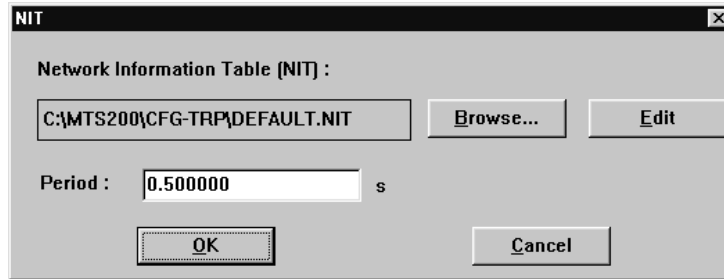 NIT
Network Information Table (NIT) :
C:\MTS200\CFG-TRP\DEFAULT.NIT Browse... Edit
Period : 0.500000 s
OK Cancel